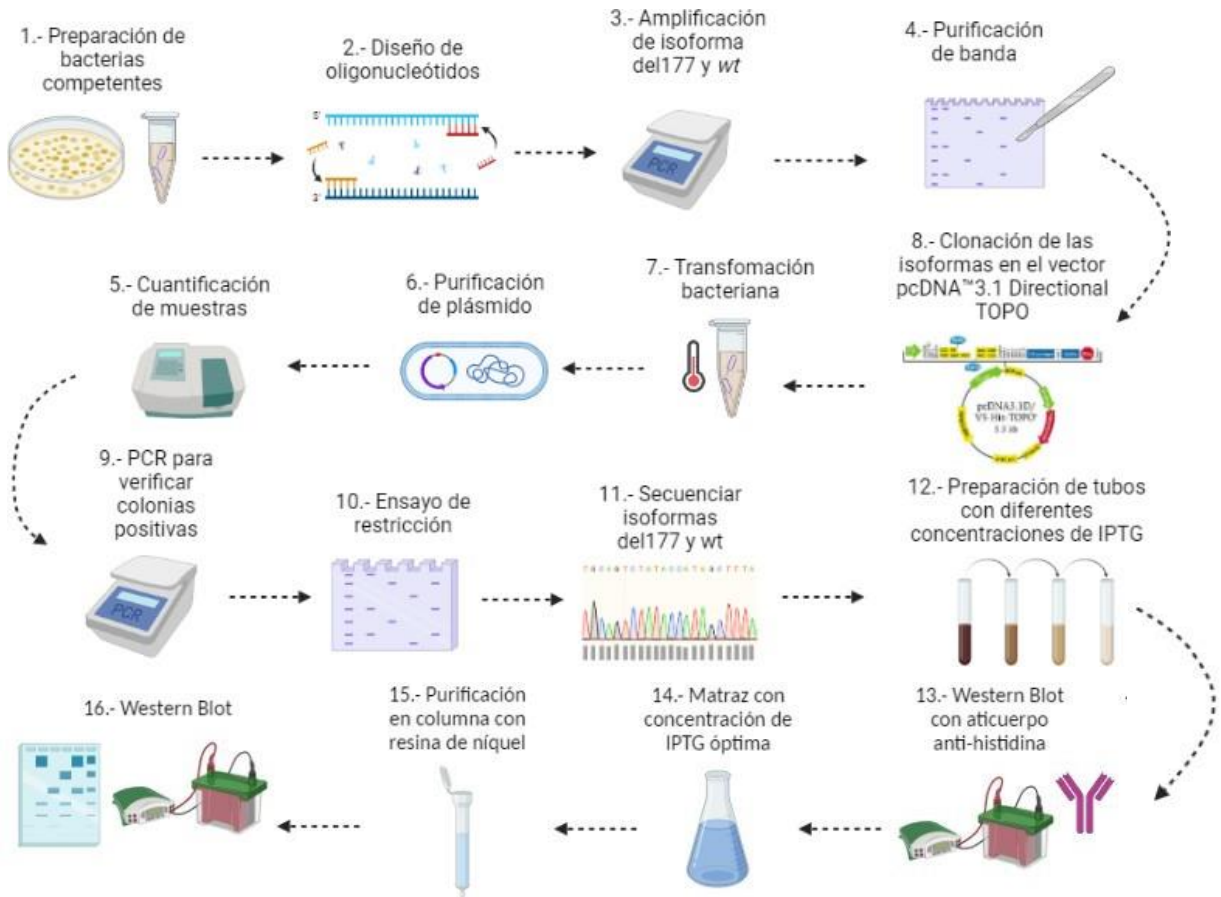 1.- Preparación de
bacterias
competentes
2.- Diseño de
oligonucleótidos
3.- Amplificación
de isoforma
del177 y wt
4.- Purificación
de banda
5'
3'
PCR
5.- Cuantificación
de muestras
6.- Purificación
de plásmido
7.- Transfomación
bacteriana
8.- Clonación de las
isoformas en el vector
pcDNA™3.1 Directional
TOPO
pcDNA3.1D/
V5-His-TOPO®
5.5 kb
9.- PCR para
verificar
colonias
positivas
PCR
10.- Ensayo de
restricción
11.- Secuenciar
isoformas
del177 y wt
12.- Preparación de tubos
con diferentes
concentraciones de IPTG
16.- Western Blot
15.- Purificación
en columna con
resina de níquel
14.- Matraz con
concentración de
IPTG óptima
13.- Western Blot
con aticuerpo
anti-histidina